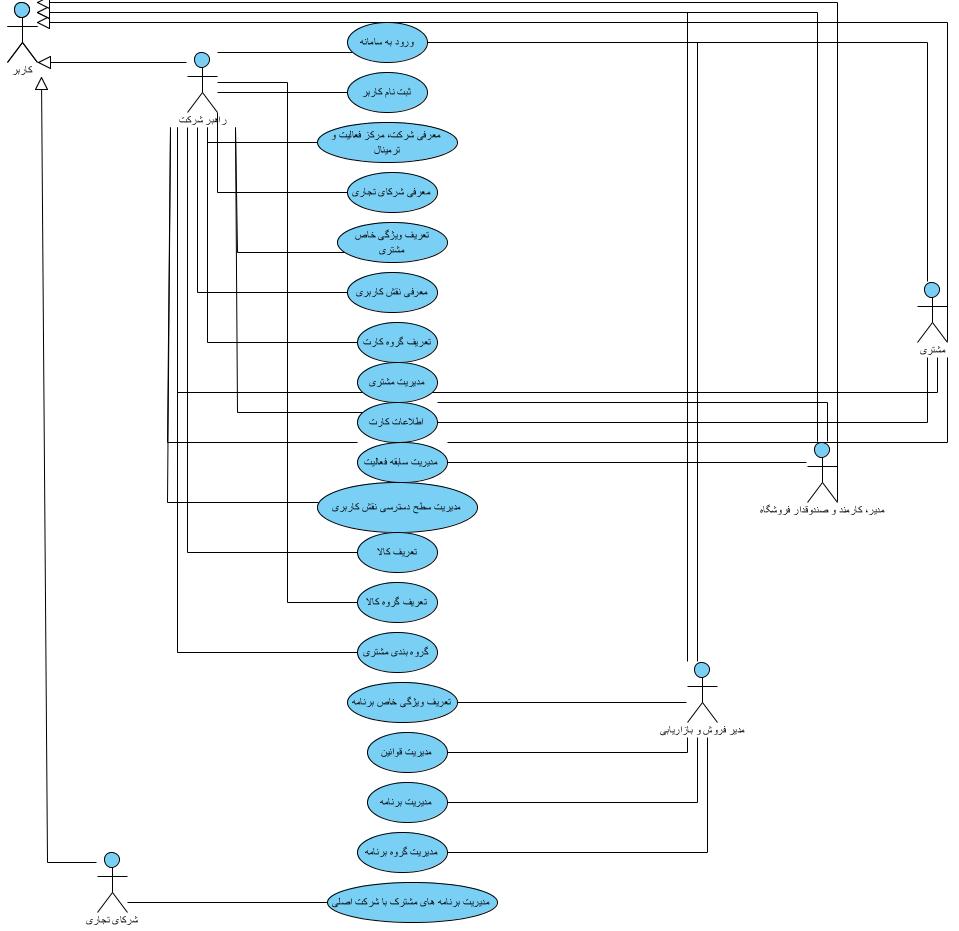 کاربر
ورود به سامانه
ثبت نام کاربر
راهبر شرکت
معرفی شرکت، مرکز فعالیت و
ترمینال
معرفی شرکای تجاری
تعریف ویژگی خاص
مشتری
معرفی نقش کاربری
تعریف گروه کارت
مشتری
مدیریت مشتری
اطلاعات کارت
مدیریت سابقه فعالیت
مدیریت سطح دسترسی نقش کاربری
مدیر، کارمند و صندوقدار فروشگاه
تعریف کالا
تعریف گروه کالا
گروه بندی مشتری
تعریف ویژگی خاص برنامه
مدیر فروش و بازاریابی
مدیریت قوانین
مدیریت برنامه
مدیریت گروه برنامه
مدیریت برنامه های مشترک با شرکت اصلی
شرکای تجاری